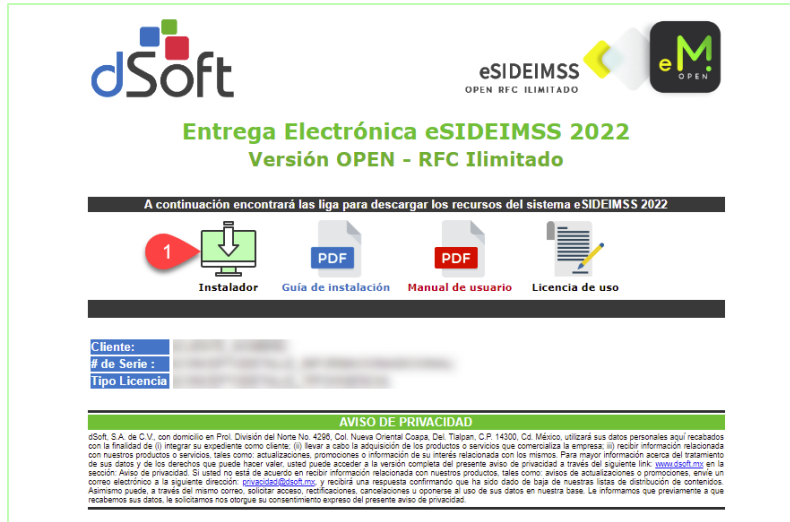 dSoft
eSIDEIMSS
OPEN RFC ILIMITADO
e M.
OPEN
Entrega Electrónica eSIDEIMSS 2022
Versión OPEN - RFC Ilimitado
A continuación encontrará las liga para descargar los recursos del sistema eSIDEIMSS 2022
1
PDF
PDF
Instalador Guía de instalación Manual de usuario Licencia de uso
Cliente:
# de Serie :
Tipo Licencia
AVISO DE PRIVACIDAD
dSoft, S.A. de C.V., con domicilio en Prol. División del Norte No. 4296, Col. Nueva Oriental Coapa, Del. Tlalpan, C.P. 14300, Cd. México, utilizará sus datos personales aquí recabados
con la finalidad de (i) integrar su expediente como cliente; (ii) llevar a cabo la adquisición de los productos o servicios que comercializa la empresa; iii) recibir información relacionada
con nuestros productos o servicios, tales como: actualizaciones, promociones o información de su interés relacionada con los mismos. Para mayor información acerca del tratamiento
de sus datos y de los derechos que puede hacer valer, usted puede acceder a la versión completa del presente aviso de privacidad a través del siguiente link: www.dsoft.mx en la
sección: Aviso de privacidad. Si usted no está de acuerdo en recibir información relacionada con nuestros productos, tales como: avisos de actualizaciones o promociones, envíe un
correo electrónico a la siguiente dirección: privacidad@dsoft.mx, y recibirá una respuesta confirmando que ha sido dado de baja de nuestras listas de distribución de contenidos.
Asimismo puede, a través del mismo correo, solicitar acceso, rectificaciones, cancelaciones u oponerse al uso de sus datos en nuestra base. Le informamos que previamente a que
recabemos sus datos, le solicitamos nos otorgue su consentimiento expreso del presente aviso de privacidad.